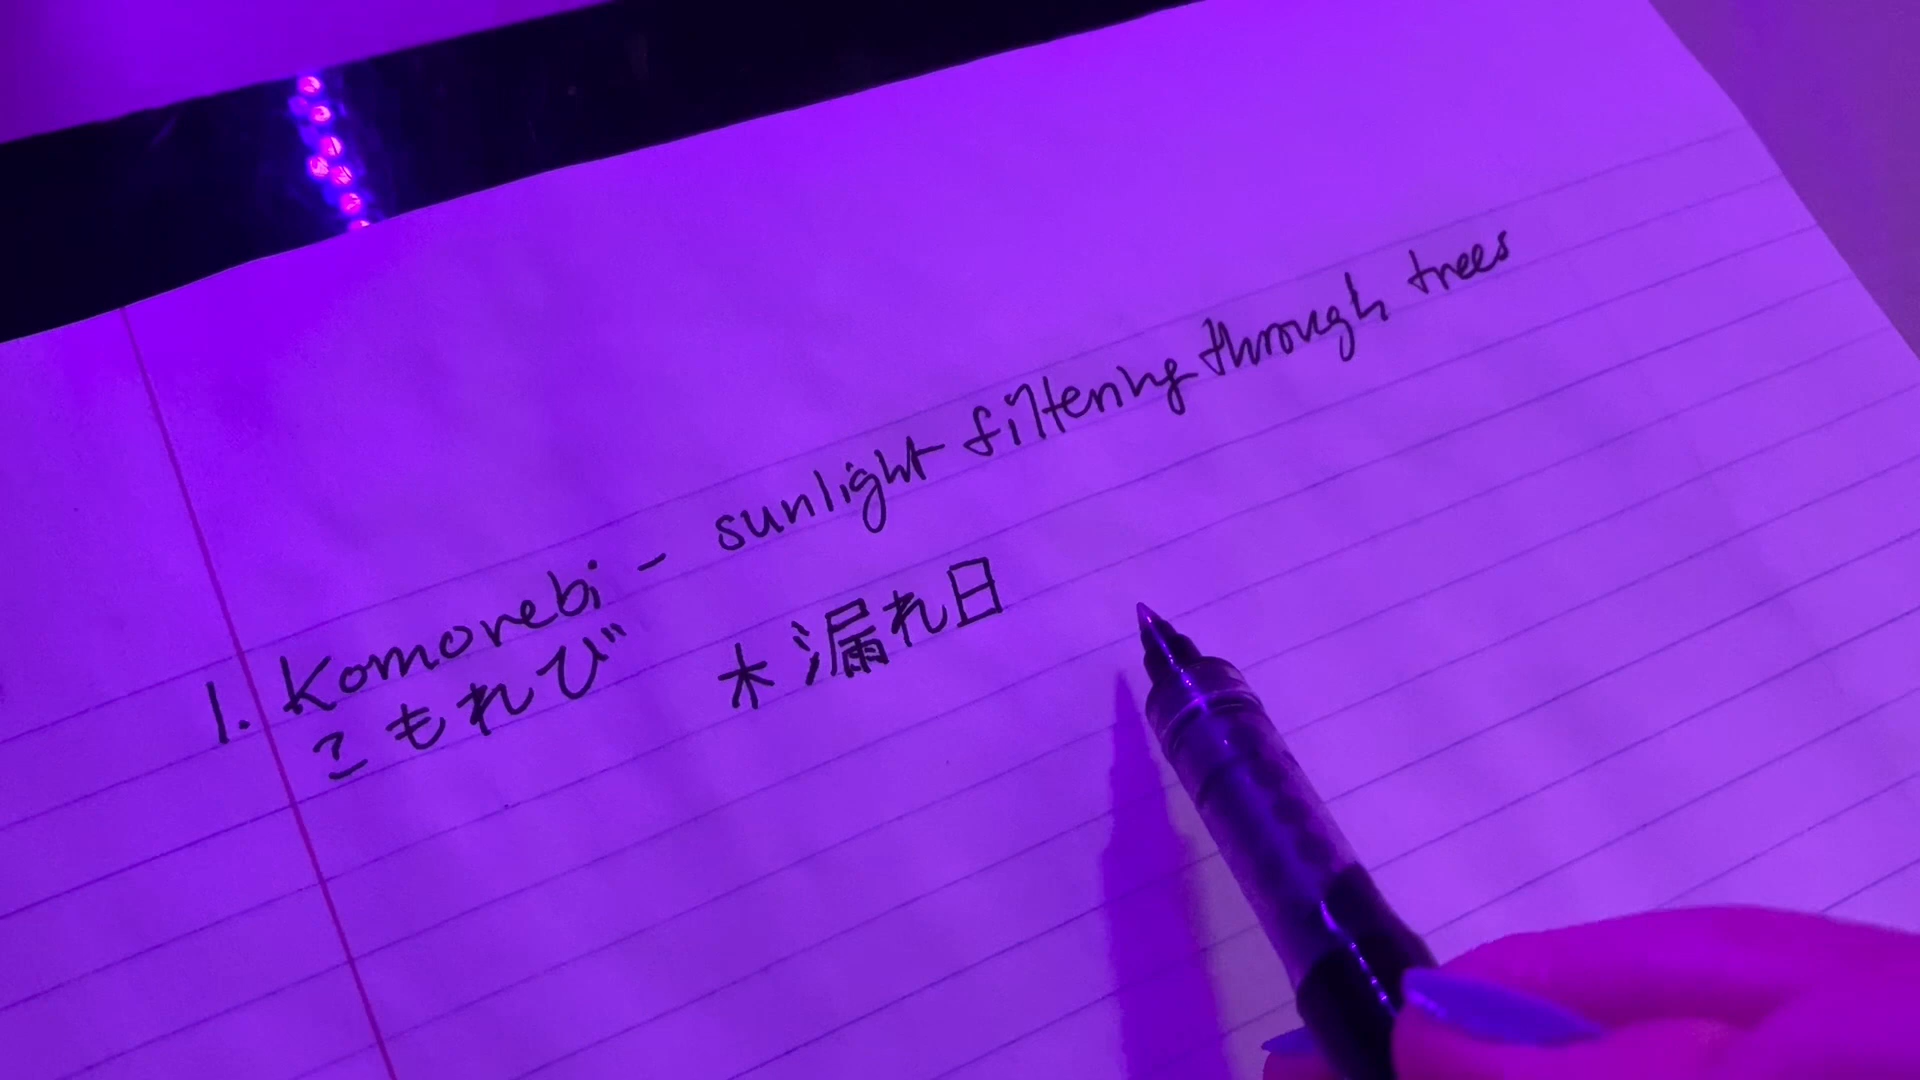 1. Komorebi - sunlight filtering through trees
こもれび 木漏れ日